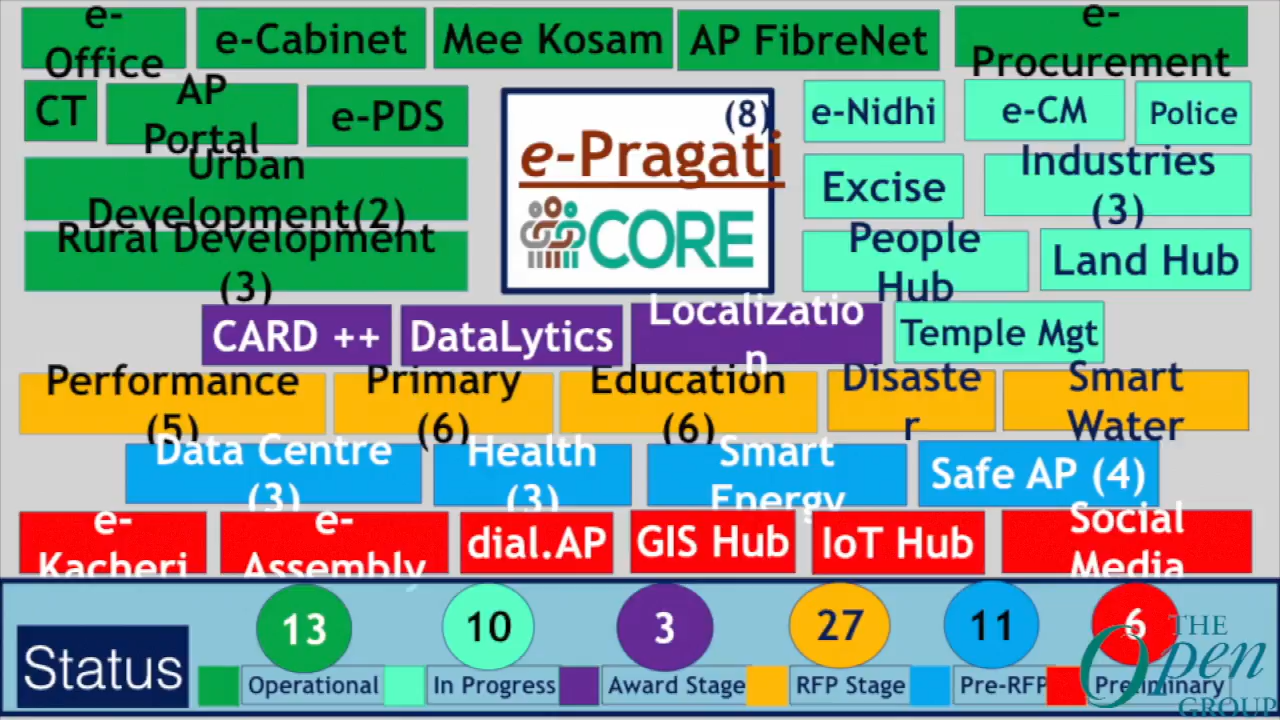 e-Office
e-Cabinet
Mee Kosam
AP FibreNet
e-Procurement
CT
AP Portal
e-PDS
(8)
e-Pragati
CORE
e-Nidhi
e-CM
Police
Urban Development(2)
Excise
Industries (3)
Rural Development (3)
People Hub
Land Hub
CARD ++
DataLytics
Localization
Temple Mgt
Performance (5)
Primary (6)
Education (6)
Disaster
Smart Water
Data Centre (3)
Health (3)
Smart Energy
Safe AP (4)
e-Kacheri
e-Assembly
dial.AP
GIS Hub
IoT Hub
Social Media
Status
13
10
3
27
11
6
Operational
In Progress
Award Stage
RFP Stage
Pre-RFP
Preliminary
THE
Open
GROUP